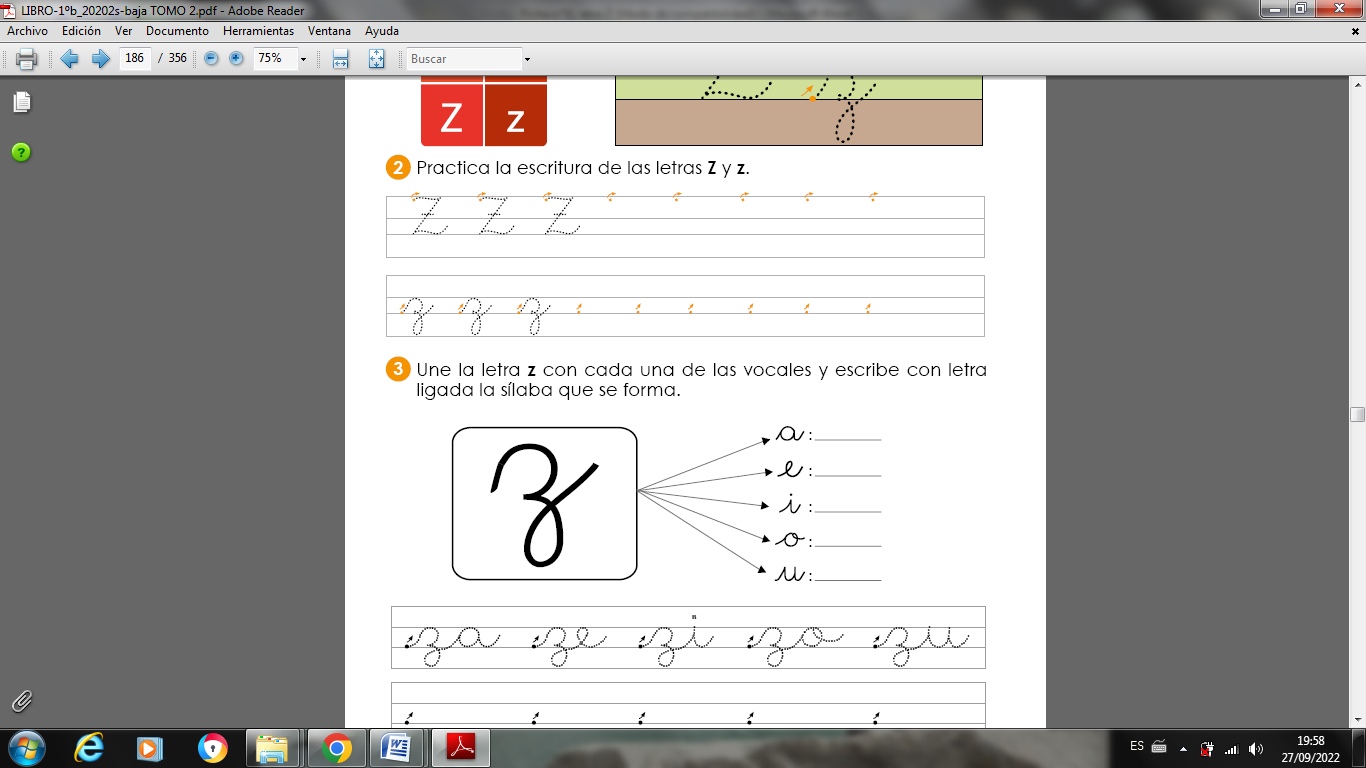 LIBRO-1ºb_20202s-baja TOMO 2.pdf - Adobe Reader
Archivo Edición Ver Documento Herramientas Ventana Ayuda
186 / 356 75% Buscar
Z z
Z z
2 Practica la escritura de las letras Z y z.
Z Z Z
z z z
3 Une la letra z con cada una de las vocales y escribe con letra
ligada la sílaba que se forma.
z
a :
e :
i :
o :
u :
za ze zi zo zu
ES 19:58
27/09/2022